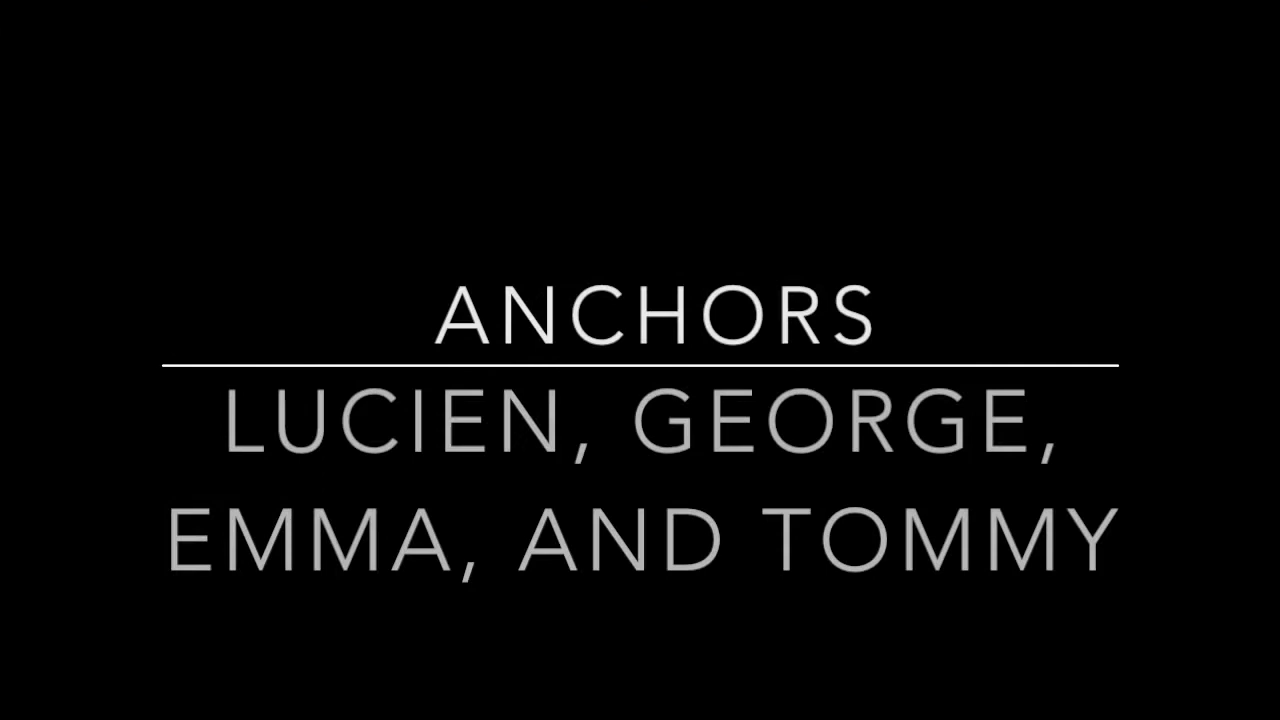 ANCHORS
LUCIEN, GEORGE,
EMMA, AND TOMMY